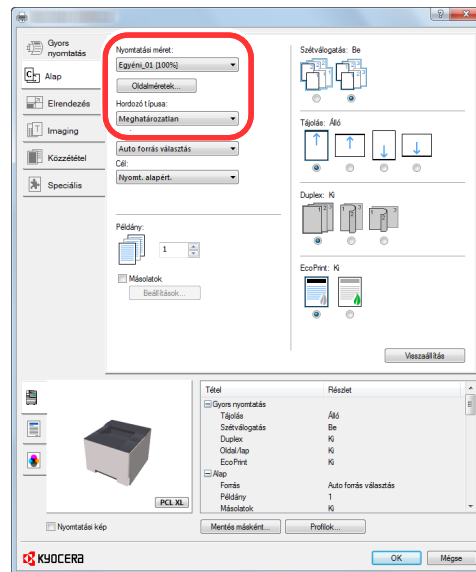 Gyors nyomtatás
Alap
Elrendezés
Imaging
Közzététel
Speciális
Nyomtatási méret:
Egyéni_01 [100%]
Oldalméretek...
Hordozó típusa:
Meghatározatlan
Auto forrás választás
Cél:
Nyomt. alapért.
Példány:
1
Másolatok
Beállítások...
Szétválogatás: Be
Tájolás: Álló
Duplex: Ki
EcoPrint: Ki
Visszaállítás
PCL XL
Nyomtatási kép
Tétel Részlet
Gyors nyomtatás
Tájolás Álló
Szétválogatás Be
Duplex Ki
Oldal/lap Ki
EcoPrint Ki
Alap
Forrás Auto forrás választás
Példány 1
Másolatok Ki
Mentés másként... Profilok...
KYOCERA
OK Mégse